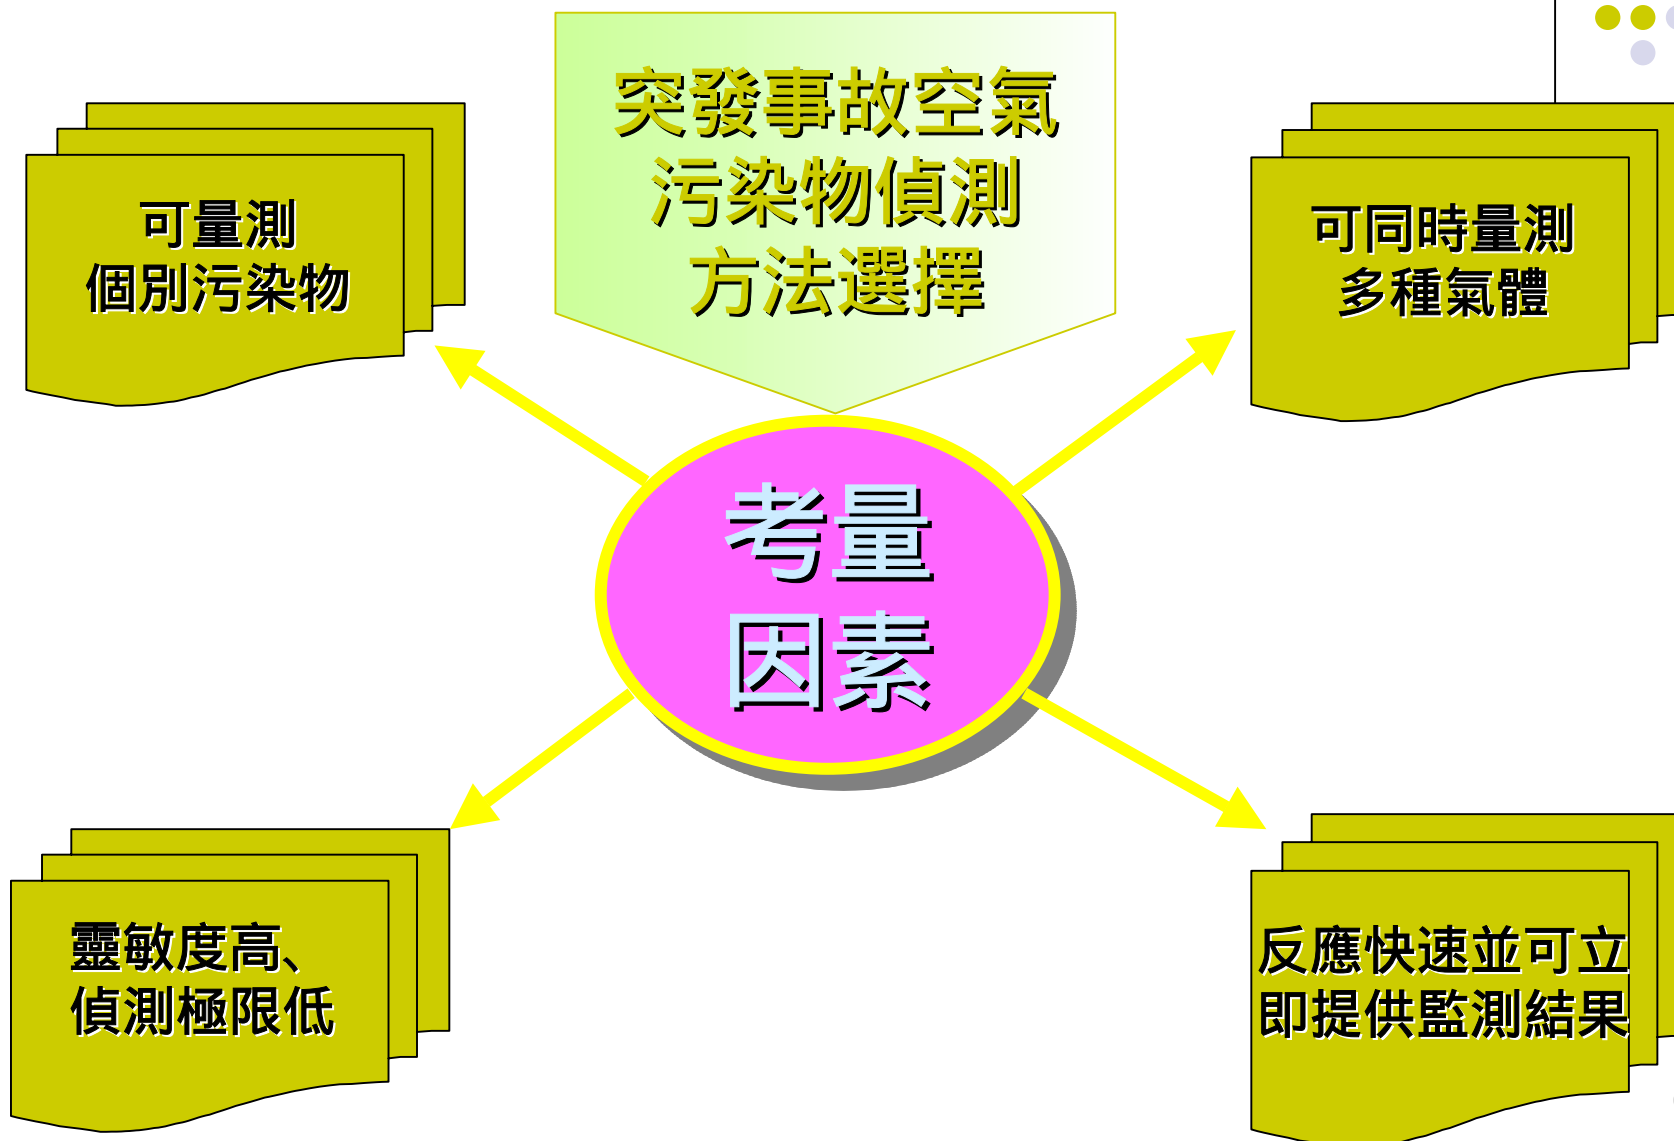 突發事故空氣
污染物偵測
方法選擇
可量測
個別污染物
可同時量測
多種氣體
考量
因素
靈敏度高、
偵測極限低
反應快速並可立
即提供監測結果